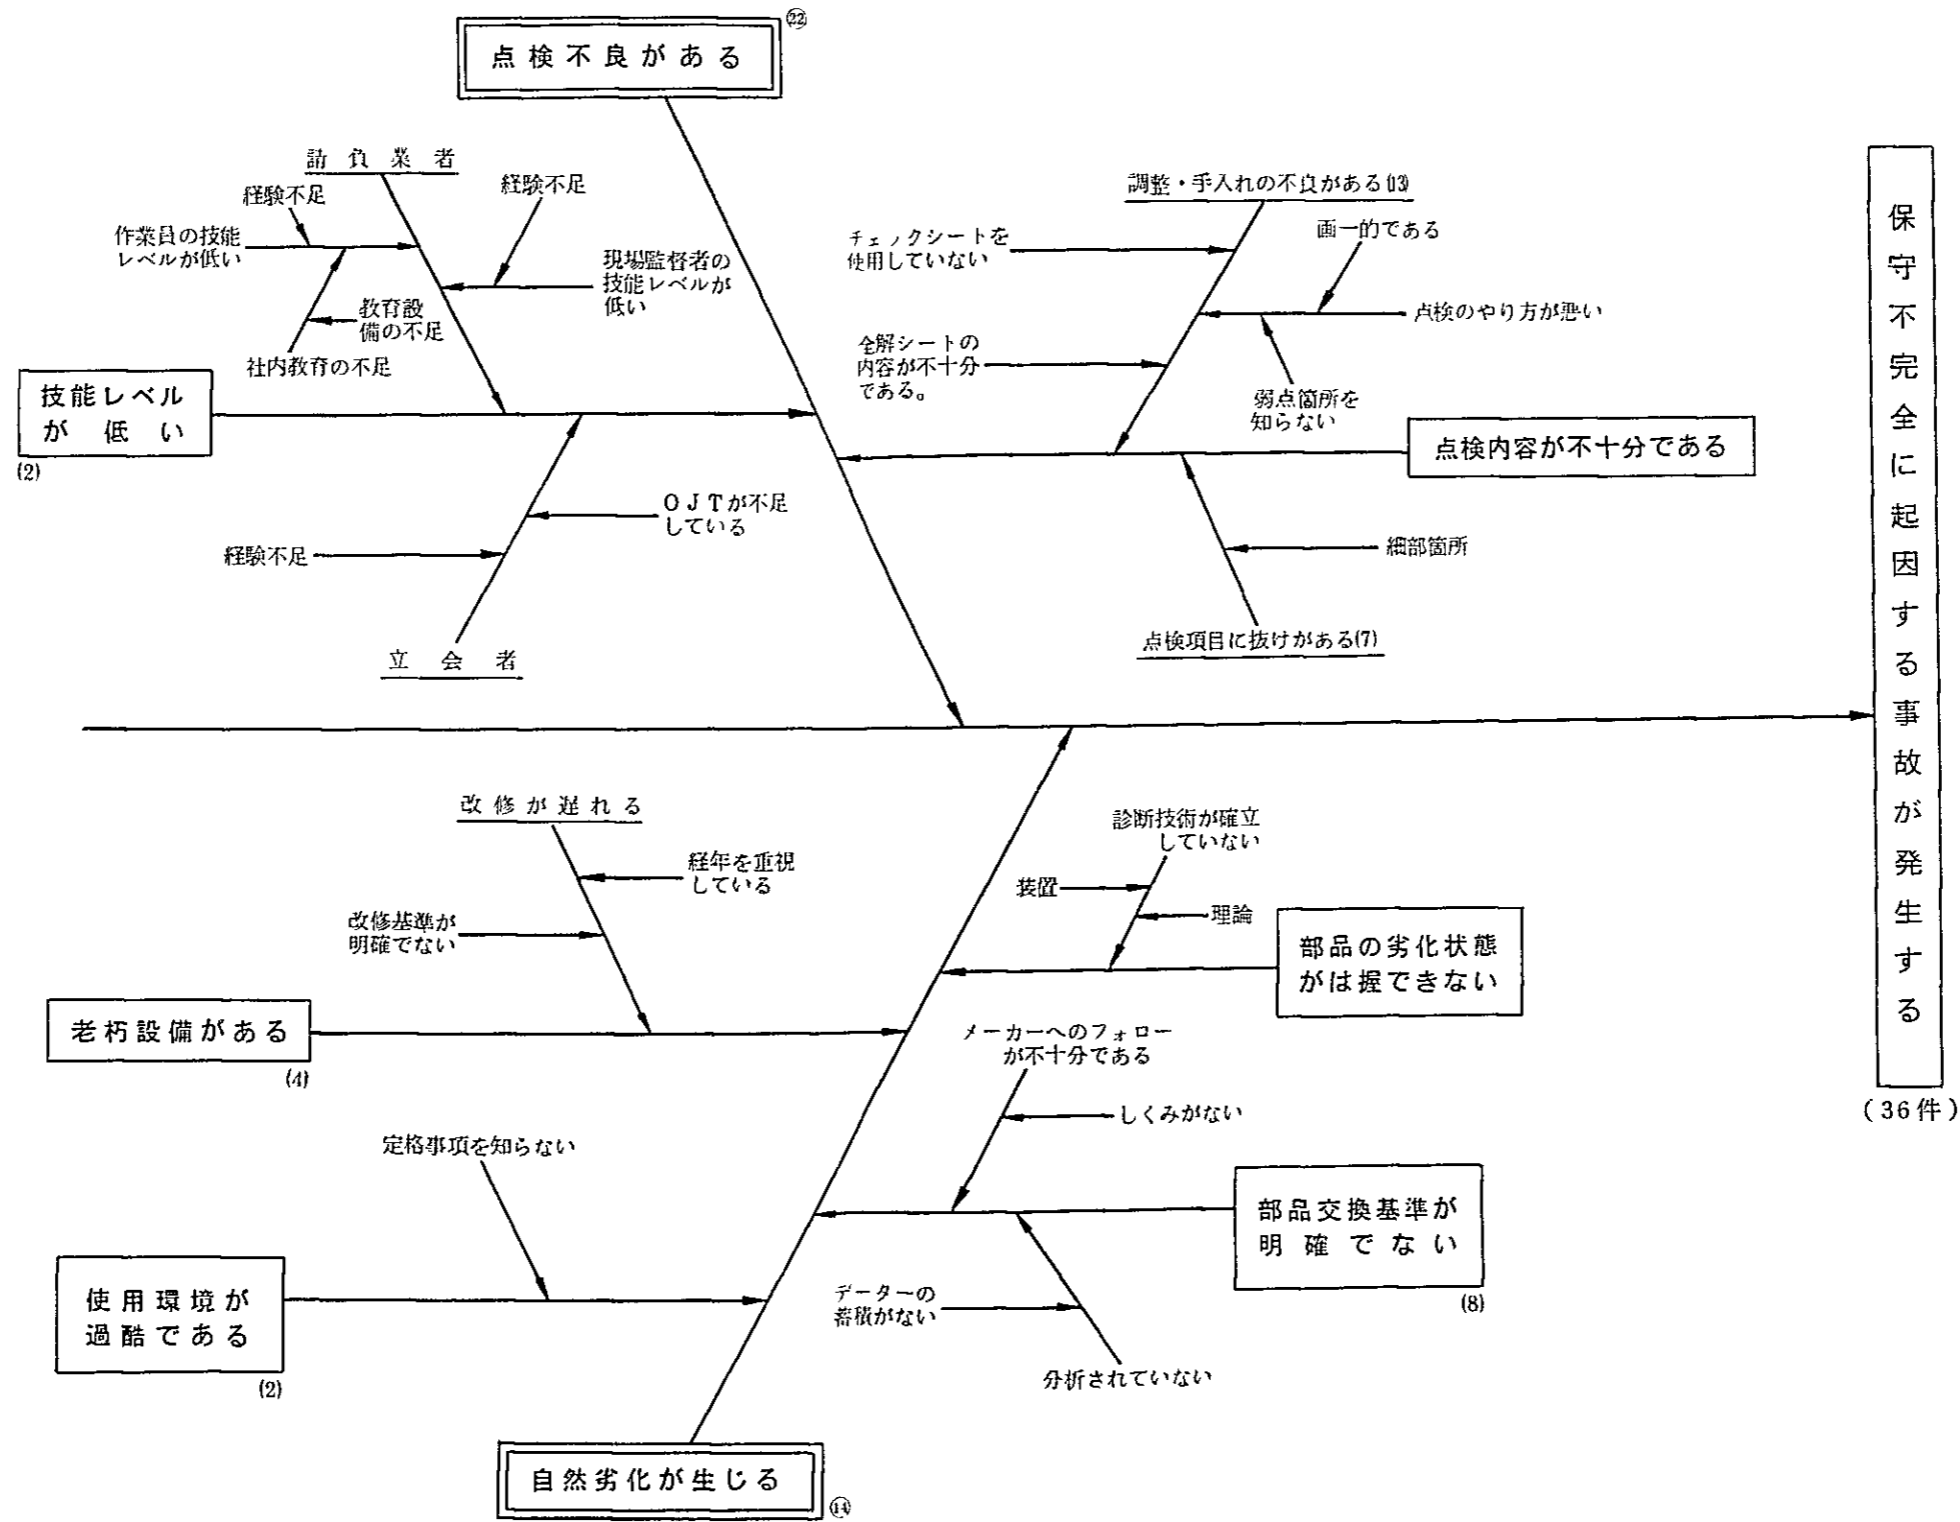 点検不良がある
㉒
請負業者
経験不足
経験不足
作業員の技能
レベルが低い
現場監督者の
技能レベルが
低い
教育設
備の不足
社内教育の不足
技能レベル
が低い
(2)
OJTが不足
している
経験不足
立会者
調整・手入れの不良がある(13)
チェックシートを
使用していない
画一的である
点検のやり方が悪い
全解シートの
内容が不十分
である。
弱点箇所を
知らない
点検内容が不十分である
細部箇所
点検項目に抜けがある(7)
保守不完全に起因する事故が発生する
(36件)
改修が遅れる
経年を重視
している
改修基準が
明確でない
老朽設備がある
(4)
定格事項を知らない
使用環境が
過酷である
(2)
診断技術が確立
していない
装置
理論
部品の劣化状態
がは握できない
メーカーへのフォロー
が不十分である
しくみがない
部品交換基準が
明確でない
(8)
データーの
蓄積がない
分析されていない
自然劣化が生じる
⑭